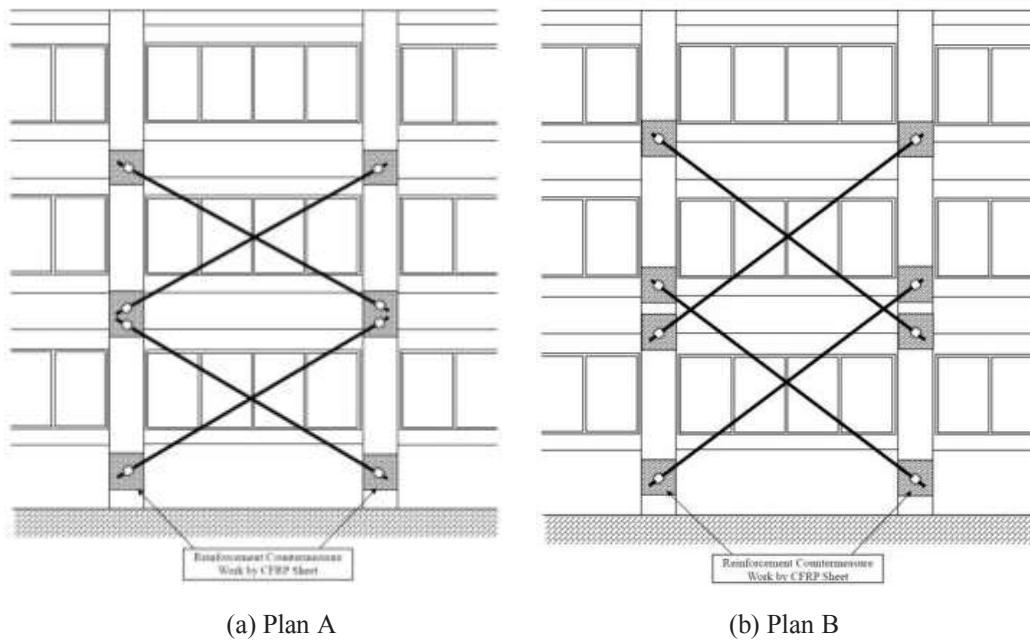 Reinforcement Countermeasure
Work by CFRP Sheet
Reinforcement Countermeasure
Work by CFRP Sheet
(a) Plan A
(b) Plan B